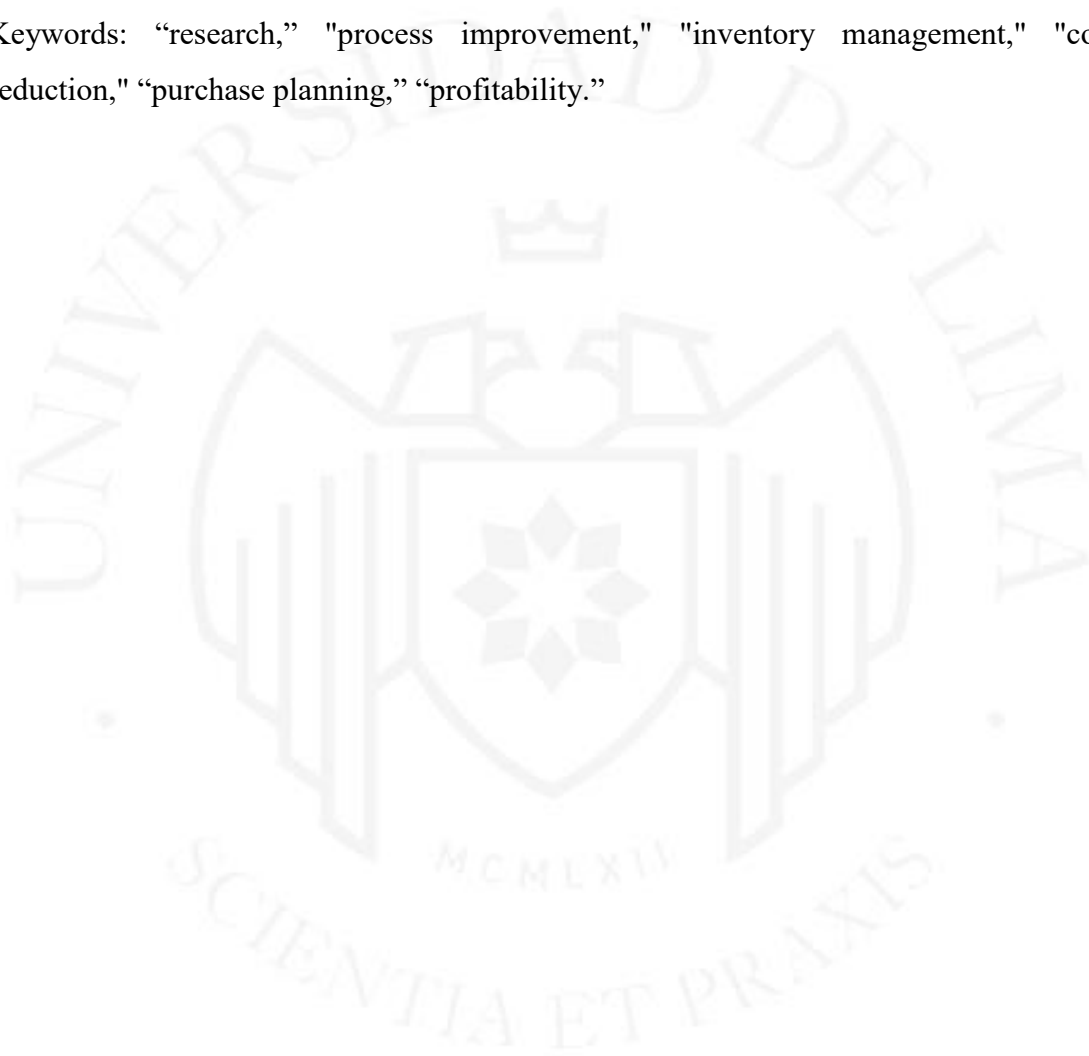 Keywords: “research,” "process improvement," "inventory management," "co
eduction," “purchase planning,” “profitability.”
UNIVERSIDAD DE LIMA
MCMLXII
SCIENTIA ET PRAXIS